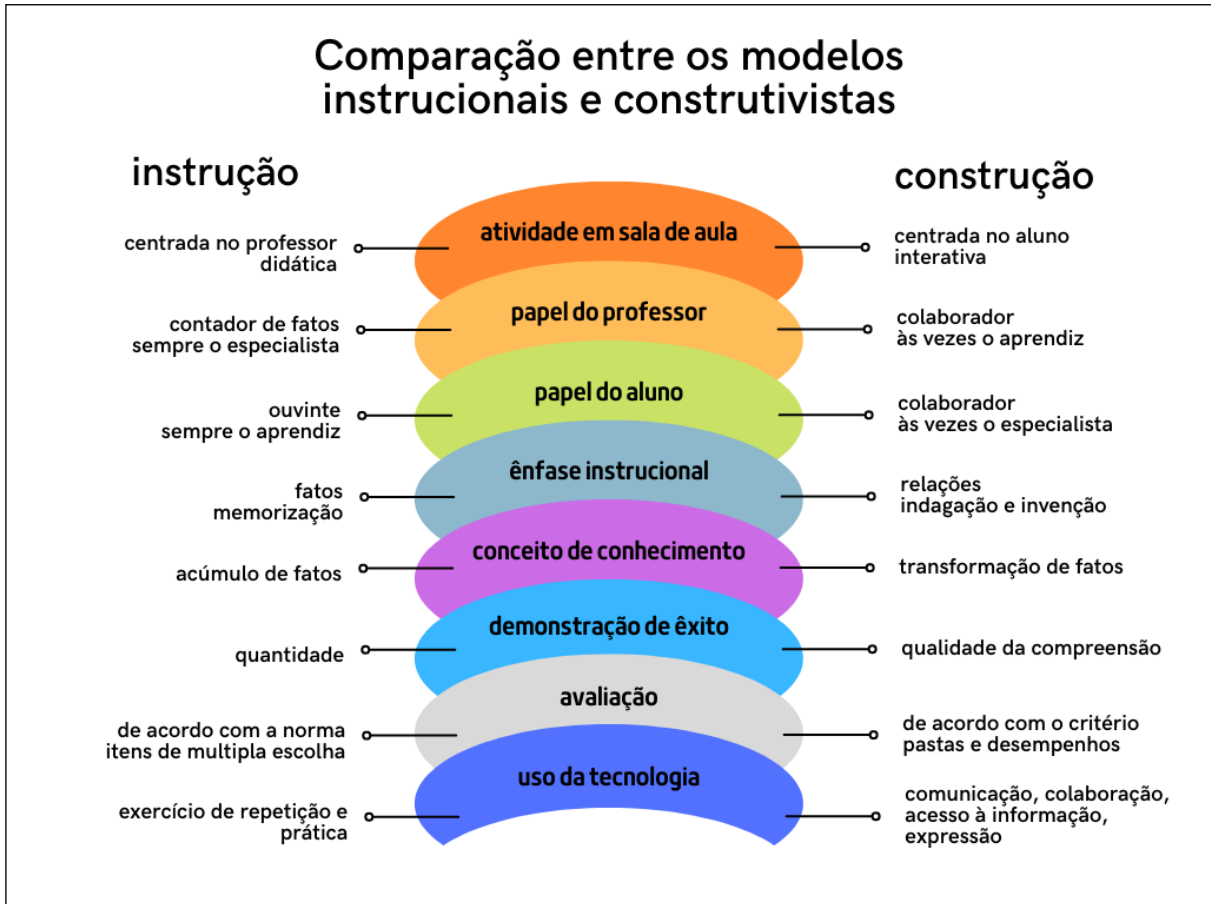 Comparação entre os modelos
instrucionais e construtivistas
instrução
construção
atividade em sala de aula
centrada no professor
didática
centrada no aluno
interativa
papel do professor
contador de fatos
sempre o especialista
colaborador
às vezes o aprendiz
papel do aluno
ouvinte
sempre o aprendiz
colaborador
às vezes o especialista
ênfase instrucional
fatos
memorização
relações
indagação e invenção
conceito de conhecimento
acúmulo de fatos
transformação de fatos
demonstração de êxito
quantidade
qualidade da compreensão
avaliação
de acordo com a norma
itens de multipla escolha
de acordo com o critério
pastas e desempenhos
uso da tecnologia
exercício de repetição e
prática
comunicação, colaboração,
acesso à informação,
expressão